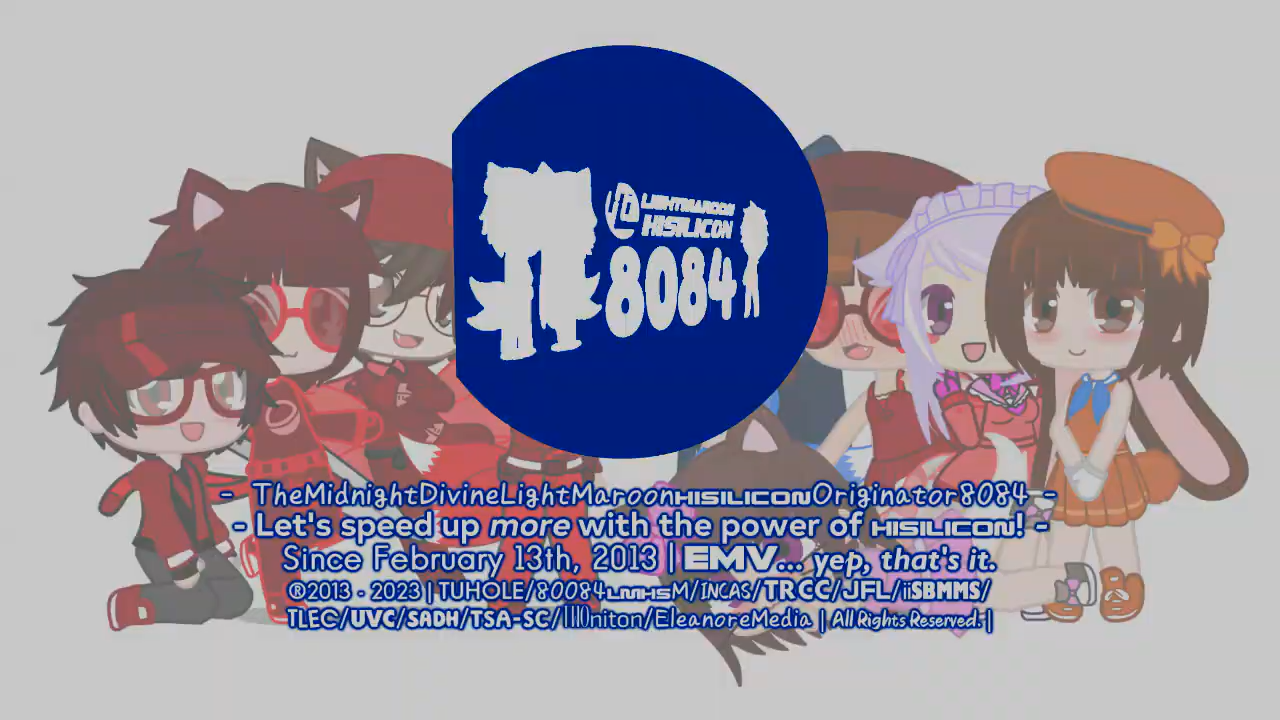 LIGHTMAROON
HISILICON
8084
- TheMidnightDivineLightMaroonHISILICONOriginator8084 -
- Let's speed up more with the power of HISILICON! -
Since February 13th, 2013 | EMV... yep, that's it.
®2013 - 2023 | TUHOLE/80084LMHSM/INCAS/TRCC/JFL/iiSBMMS/
TLEC/UVC/SADH/TSA-SC/IIII0niton/EleanoreMedia | All Rights Reserved. |